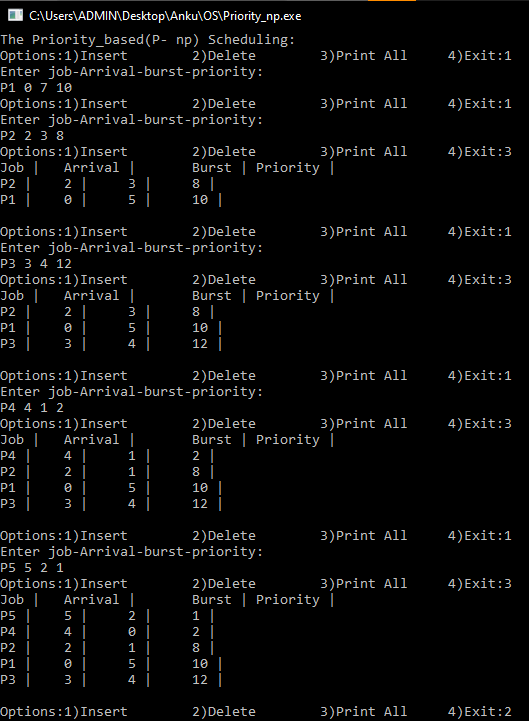 C:\Users\ADMIN\Desktop\Anku\OS\Priority_np.exe
The Priority_based(P- np) Scheduling:
Options:1)Insert        2)Delete        3)Print All     4)Exit:1
Enter job-Arrival-burst-priority:
P1 0 7 10
Options:1)Insert        2)Delete        3)Print All     4)Exit:1
Enter job-Arrival-burst-priority:
P2 2 3 8
Options:1)Insert        2)Delete        3)Print All     4)Exit:3
Job |   Arrival |       Burst | Priority |
P2 |    2 |     3 |     8 |
P1 |    0 |     5 |     10 |
Options:1)Insert        2)Delete        3)Print All     4)Exit:1
Enter job-Arrival-burst-priority:
P3 3 4 12
Options:1)Insert        2)Delete        3)Print All     4)Exit:3
Job |   Arrival |       Burst | Priority |
P2 |    2 |     3 |     8 |
P1 |    0 |     5 |     10 |
P3 |    3 |     4 |     12 |
Options:1)Insert        2)Delete        3)Print All     4)Exit:1
Enter job-Arrival-burst-priority:
P4 4 1 2
Options:1)Insert        2)Delete        3)Print All     4)Exit:3
Job |   Arrival |       Burst | Priority |
P4 |    4 |     1 |     2 |
P2 |    2 |     1 |     8 |
P1 |    0 |     5 |     10 |
P3 |    3 |     4 |     12 |
Options:1)Insert        2)Delete        3)Print All     4)Exit:1
Enter job-Arrival-burst-priority:
P5 5 2 1
Options:1)Insert        2)Delete        3)Print All     4)Exit:3
Job |   Arrival |       Burst | Priority |
P5 |    5 |     2 |     1 |
P4 |    4 |     0 |     2 |
P2 |    2 |     1 |     8 |
P1 |    0 |     5 |     10 |
P3 |    3 |     4 |     12 |
Options:1)Insert        2)Delete        3)Print All     4)Exit:2